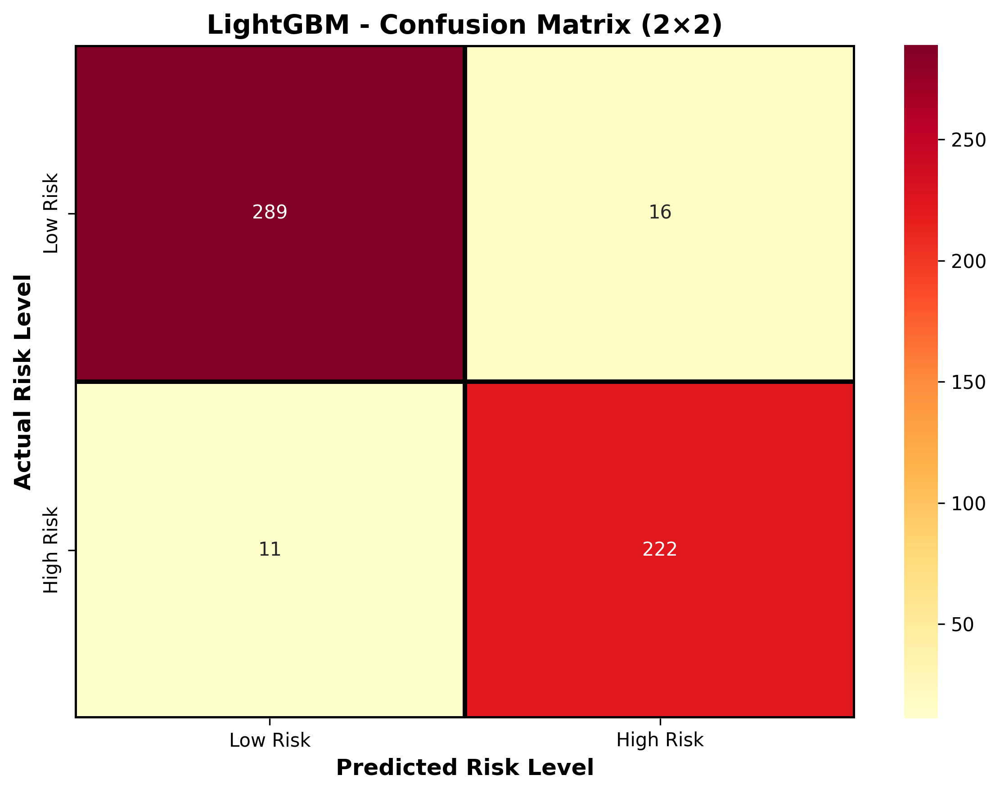 LightGBM - Confusion Matrix (2×2)
Actual Risk Level
Low Risk
High Risk
289
16
11
222
Low Risk
High Risk
Predicted Risk Level
250
200
150
100
50